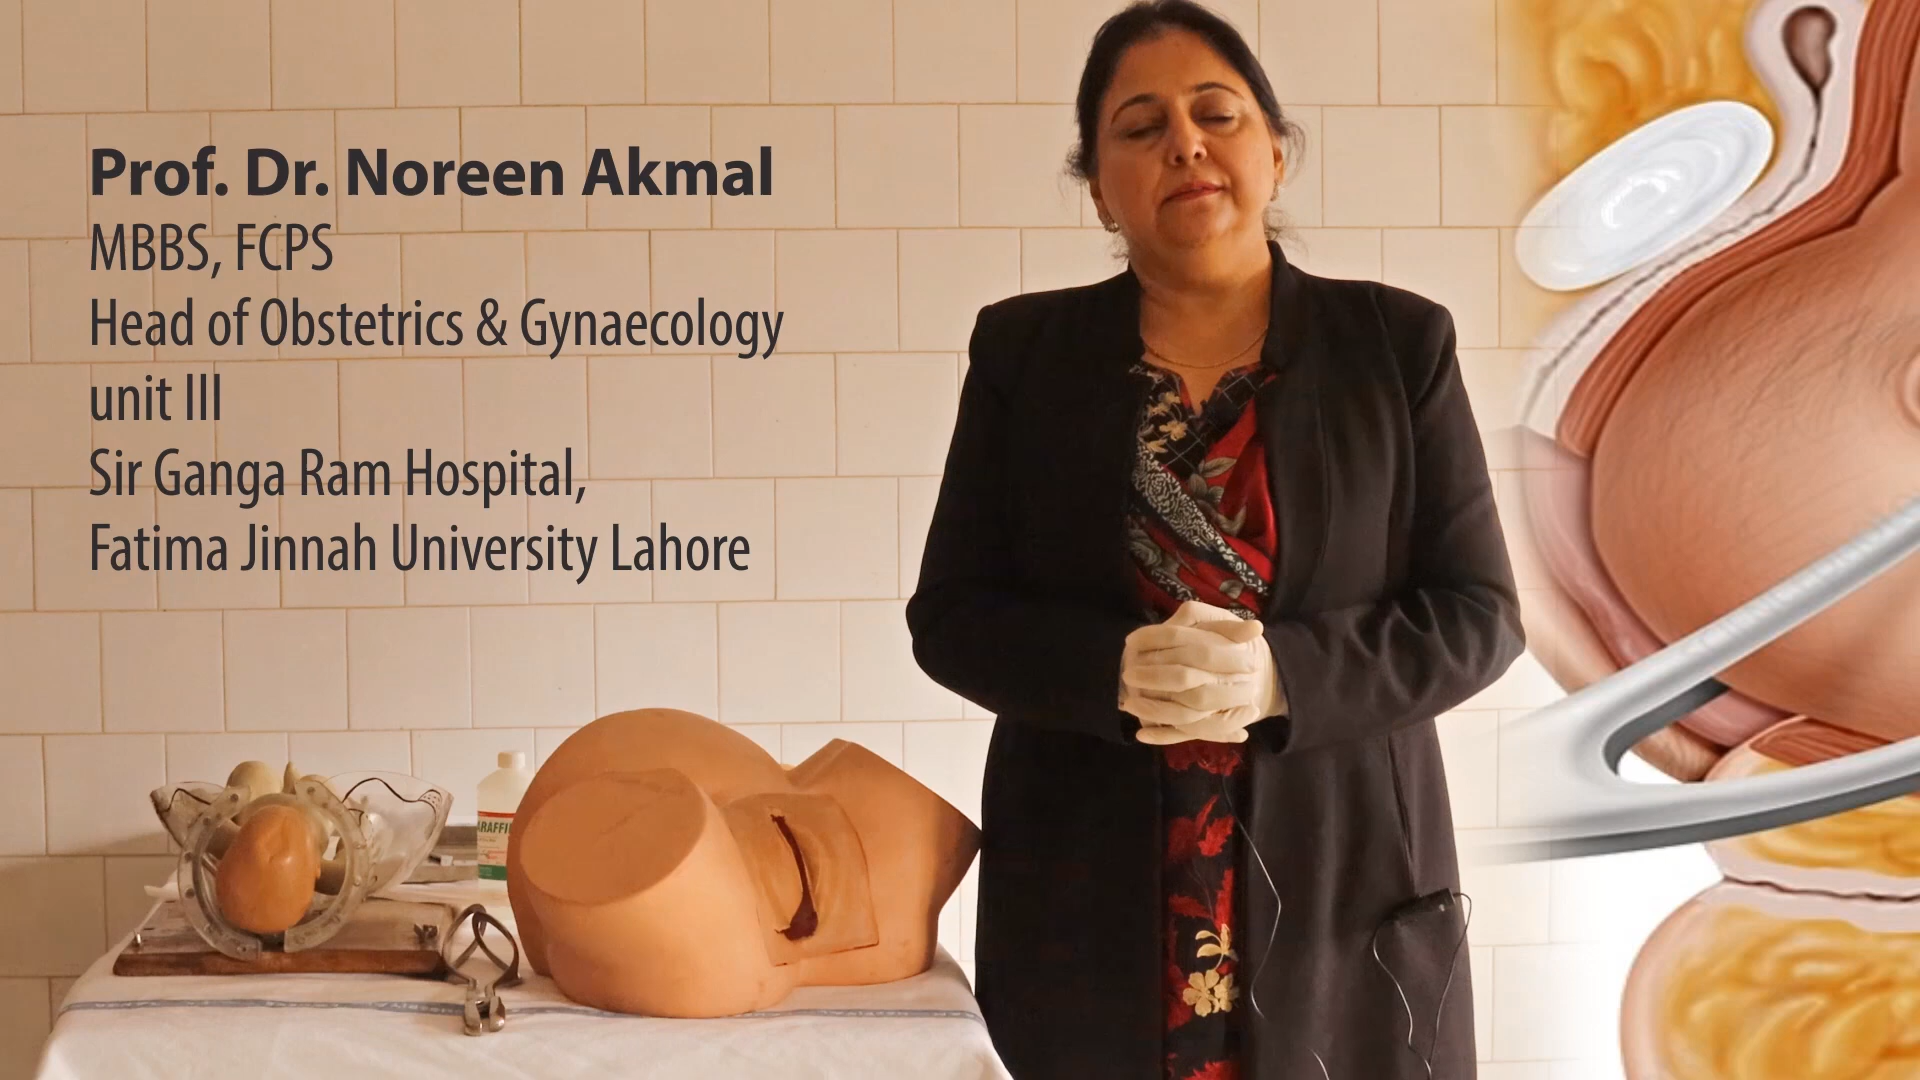 Prof. Dr. Noreen Akmal
MBBS, FCPS
Head of Obstetrics & Gynaecology
unit III
Sir Ganga Ram Hospital,
Fatima Jinnah University Lahore
ARAFFI